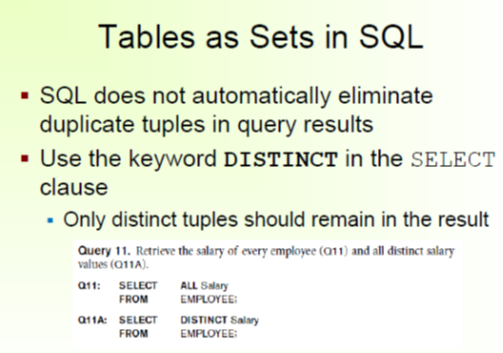 Tables as Sets in SQL
SQL does not automatically eliminate
duplicate tuples in query results
Use the keyword DISTINCT in the SELECT
clause
Only distinct tuples should remain in the result
Query 11. Retrieve the salary of every employee (Q11) and all distinct salary
values (Q11A).
Q11: SELECT ALL Salary
FROM EMPLOYEE;
Q11A: SELECT DISTINCT Salary
FROM EMPLOYEE;